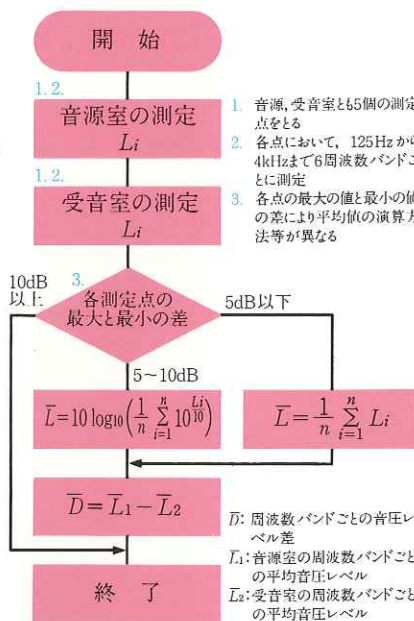 開 始
1. 2.
音源室の測定
Li
1. 2.
受音室の測定
Li
1. 音源,受音室とも5個の測定
点をとる
2. 各点において, 125Hzから
4kHzまで6周波数バンドご
とに測定
3. 各点の最大の値と最小の値
の差により平均値の演算方
法等が異なる
10dB
以上
3.
各測定点の
最大と最小の差
5dB以下
5~10dB
L̅=10 log10(1/n Σ_{i=1}^{n} 10^{Li/10})
L̅=1/n Σ_{i=1}^{n} Li
D̅=L̅1−L̅2
終 了
D̅: 周波数バンドごとの音圧レ
ベル差
L̅1:音源室の周波数バンドごと
の平均音圧レベル
L̅2:受音室の周波数バンドごと
の平均音圧レベル